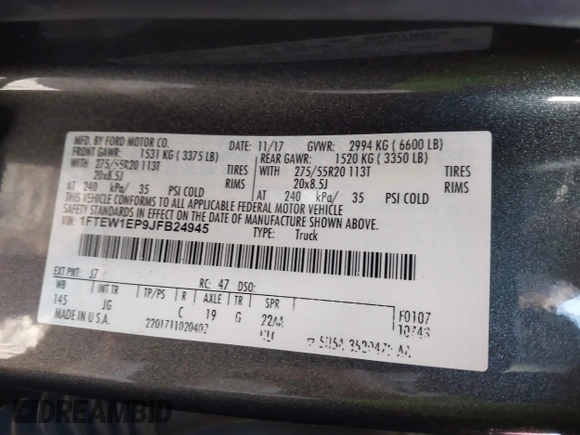 MFD. BY FORD MOTOR CO.
DATE: 11/17 GVWR: 2994 KG ( 6600 LB)
FRONT GAWR: 1531 KG ( 3375 LB)
REAR GAWR: 1520 KG ( 3350 LB)
WITH 275/55R20 113T TIRES
WITH 275/55R20 113T TIRES
20x8.5J RIMS
20x8.5J RIMS
AT 240 kPa/ 35 PSI COLD
AT 240 kPa/ 35 PSI COLD
THIS VEHICLE CONFORMS TO ALL APPLICABLE FEDERAL MOTOR VEHICLE
SAFETY STANDARDS IN EFFECT ON THE DATE OF MANUFACTURE SHOWN ABOVE.
VIN: 1FTEW1EP9JFB24945
TYPE: Truck
EXT PNT: J7 RC: 47 DSO:
WB INT TR TP/PS R AXLE TR SPR
145 JG C 19 G 22AA
F0107
MADE IN U.S.A. 2201711020402
DREAMBID